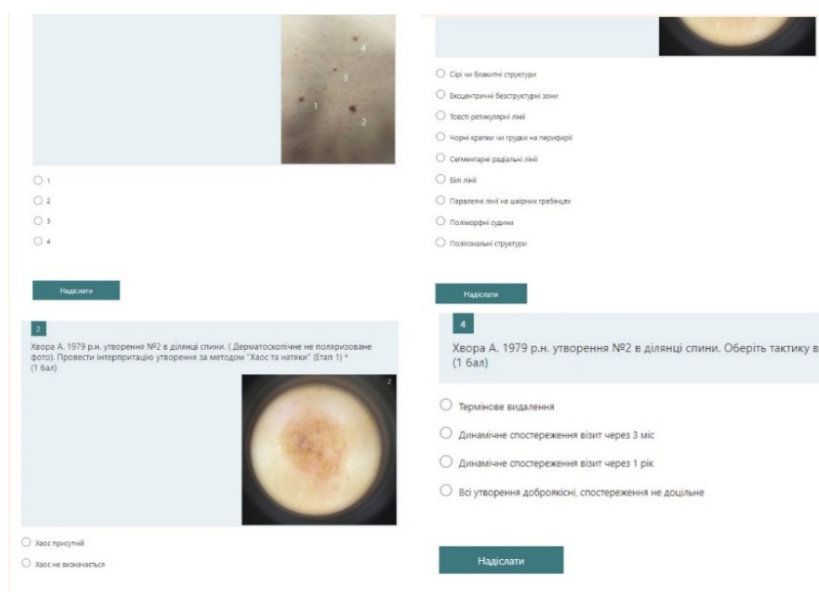 4
3
1
2
1
2
3
4
Надіслати
2
Хвора А. 1979 р.н. утворення №2 в ділянці спини. ( Дерматоскопічне не поляризоване
фото). Провести інтерпритацію утворення за методом "Хаос та натяки" (Етап 1) *
(1 бал)
2
Хаос присутній
Хаос не визначається
Сірі чи блакитні структури
Ексцентричні безструктурні зони
Товсті ретикулярні лінії
Чорні крапки чи грудки на периферії
Сегментарні радіальні лінії
Білі лінії
Паралелні лінії на шкірних гребінцях
Поліморфні судини
Полігональні структури
Надіслати
4
Хвора А. 1979 р.н. утворення №2 в ділянці спини. Оберіть тактику в
(1 бал)
Термінове видалення
Динамічне спостереження візит через 3 міс
Динамічне спостереження візит через 1 рік
Всі утворення доброякісні, спостереження не доцільне
Надіслати